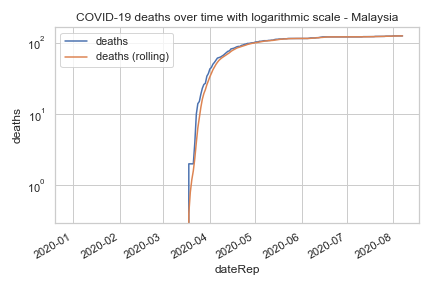 COVID-19 deaths over time with logarithmic scale - Malaysia
deaths
deaths (rolling)
10²
10¹
10⁰
deaths
2020-01
2020-02
2020-03
2020-04
2020-05
2020-06
2020-07
2020-08
dateRep